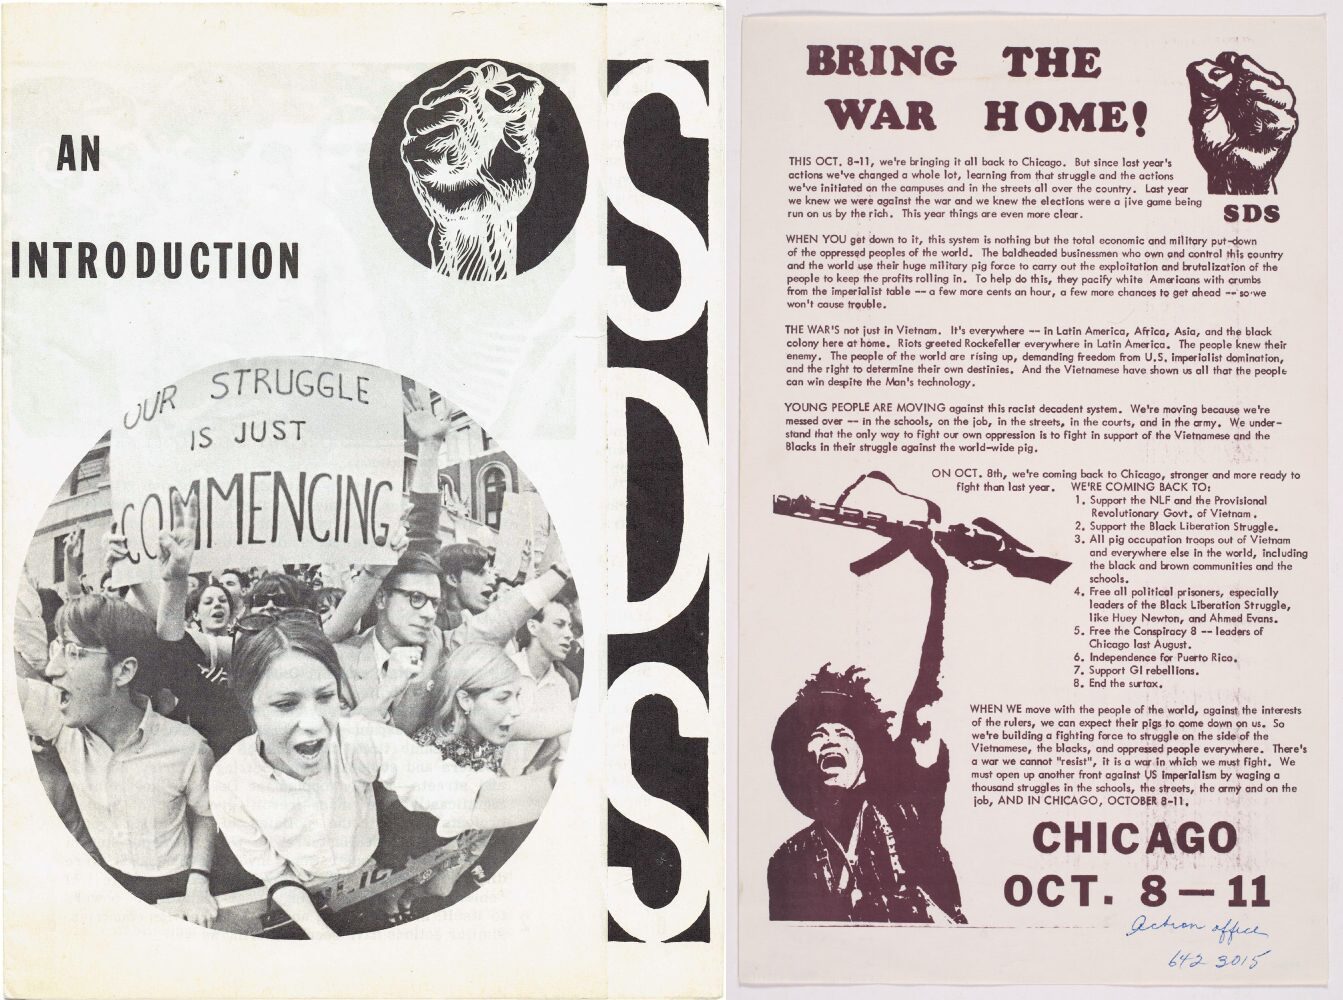 AN
INTRODUCTION
SDS
OUR STRUGGLE
IS JUST
COMMENCING
BRING THE
WAR HOME!
SDS
THIS OCT. 8-11, we're bringing it all back to Chicago. But since last year's
actions we've changed a whole lot, learning from that struggle and the actions
we've initiated on the campuses and in the streets all over the country. Last year
we knew we were against the war and we knew the elections were a jive game being
run on us by the rich. This year things are even more clear.
WHEN YOU get down to it, this system is nothing but the total economic and military put-down
of the oppressed peoples of the world. The baldheaded businessmen who own and control this country
and the world use their huge military pig force to carry out the exploitation and brutalization of the
people to keep the profits rolling in. To help do this, they pacify white Americans with crumbs
from the imperialist table -- a few more cents an hour, a few more chances to get ahead -- so we
won't cause trouble.
THE WAR'S not just in Vietnam. It's everywhere -- in Latin America, Africa, Asia, and the black
colony here at home. Riots greeted Rockefeller everywhere in Latin America. The people knew their
enemy. The people of the world are rising up, demanding freedom from U.S. imperialist domination,
and the right to determine their own destinies. And the Vietnamese have shown us all that the people
can win despite the Man's technology.
YOUNG PEOPLE ARE MOVING against this racist decadent system. We're moving because we're
messed over -- in the schools, on the job, in the streets, in the courts, and in the army. We under-
stand that the only way to fight our own oppression is to fight in support of the Vietnamese and the
Blacks in their struggle against the world-wide pig.
ON OCT. 8th, we're coming back to Chicago, stronger and more ready to
fight than last year. WE'RE COMING BACK TO:
1. Support the NLF and the Provisional
Revolutionary Govt. of Vietnam.
2. Support the Black Liberation Struggle.
3. All pig occupation troops out of Vietnam
and everywhere else in the world, including
the black and brown communities and the
schools.
4. Free all political prisoners, especially
leaders of the Black Liberation Struggle,
like Huey Newton, and Ahmed Evans.
5. Free the Conspiracy 8 -- leaders of
Chicago last August.
6. Independence for Puerto Rico.
7. Support GI rebellions.
8. End the surtax.
WHEN WE move with the people of the world, against the interests
of the rulers, we can expect their pigs to come down on us. So
we're building a fighting force to struggle on the side of the
Vietnamese, the blacks, and oppressed people everywhere. There's
a war we cannot "resist", it is a war in which we must fight. We
must open up another front against US imperialism by waging a
thousand struggles in the schools, the streets, the army and on the
job, AND IN CHICAGO, OCTOBER 8-11.
CHICAGO
OCT. 8—11
Action office
642 3015